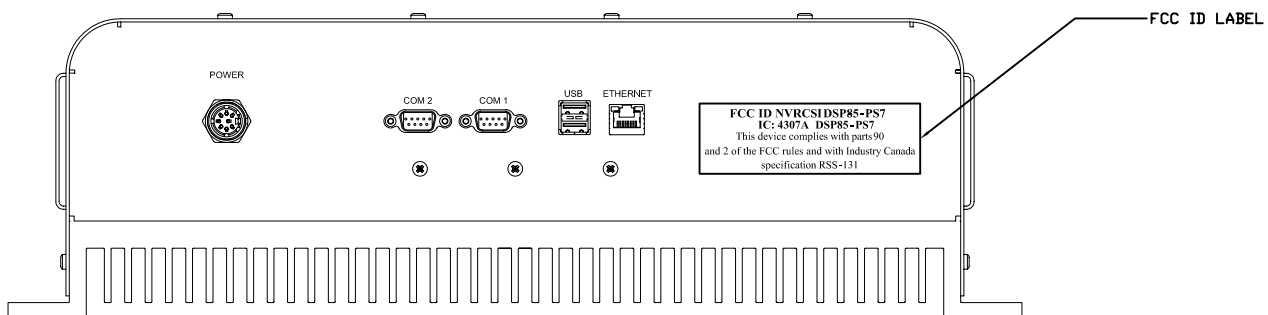 FCC ID LABEL
POWER
COM 2
COM 1
USB
ETHERNET
FCC ID NVRCSIDSP85-PS7
IC: 4307A DSP85-PS7
This device complies with parts 90
and 2 of the FCC rules and with Industry Canada
specification RSS-131